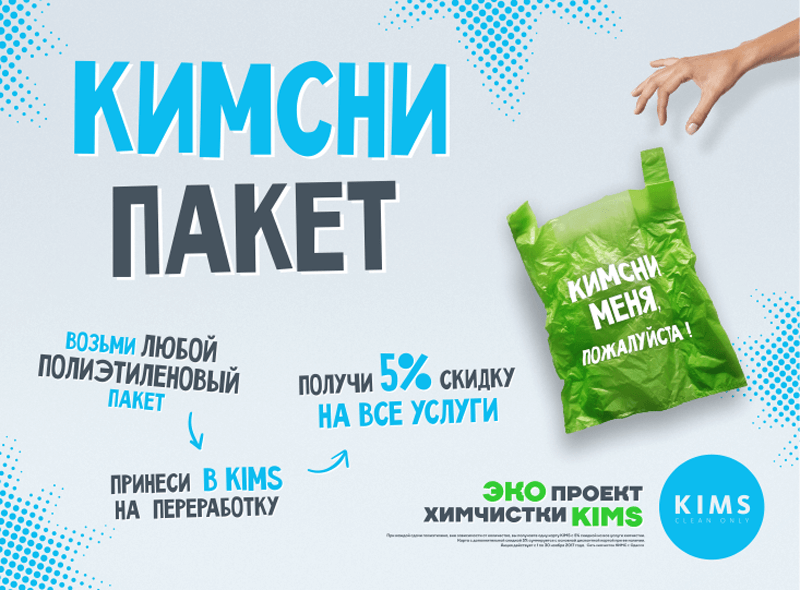 КИМСНИ
ПАКЕТ
КИМСНИ
МЕНЯ,
ПОЖАЛУЙСТА !
ВОЗЬМИ ЛЮБОЙ
ПОЛИЭТИЛЕНОВЫЙ
ПАКЕТ
ПРИНЕСИ В KIMS
НА ПЕРЕРАБОТКУ
ПОЛУЧИ 5% СКИДКУ
НА ВСЕ УСЛУГИ
ЭКО ПРОЕКТ
ХИМЧИСТКИ KIMS
KIMS
CLEAN ONLY